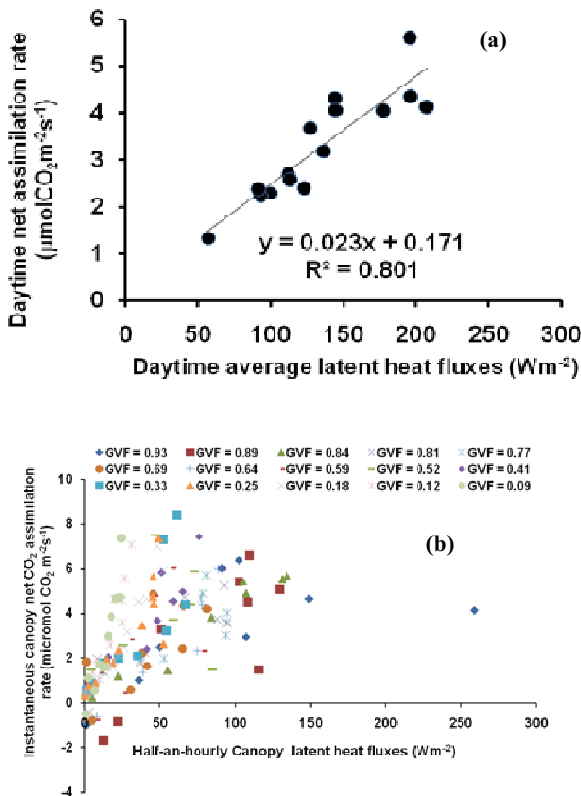 (a)
Daytime net assimilation rate
(µmolCO₂m⁻²s⁻¹)
6
5
4
3
2
1
0
y = 0.023x + 0.171
R² = 0.801
0 50 100 150 200 250 300
Daytime average latent heat fluxes (Wm⁻²)
GVF = 0.93 GVF = 0.89 GVF = 0.84 GVF = 0.81 GVF = 0.77
GVF = 0.69 GVF = 0.64 GVF = 0.59 GVF = 0.52 GVF = 0.41
GVF = 0.33 GVF = 0.25 GVF = 0.18 GVF = 0.12 GVF = 0.09
(b)
Instantaneous canopy net CO₂ assimilation
rate (micromol CO₂ m⁻²s⁻¹)
10
8
6
4
2
0
-2
-4
0 50 100 150 200 250 300
Half-an-hourly Canopy latent heat fluxes (Wm⁻²)